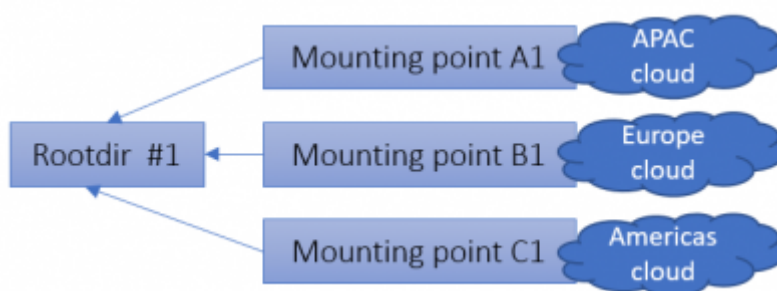 Mounting point A1
APAC
cloud
Rootdir #1
Mounting point B1
Europe
cloud
Mounting point C1
Americas
cloud